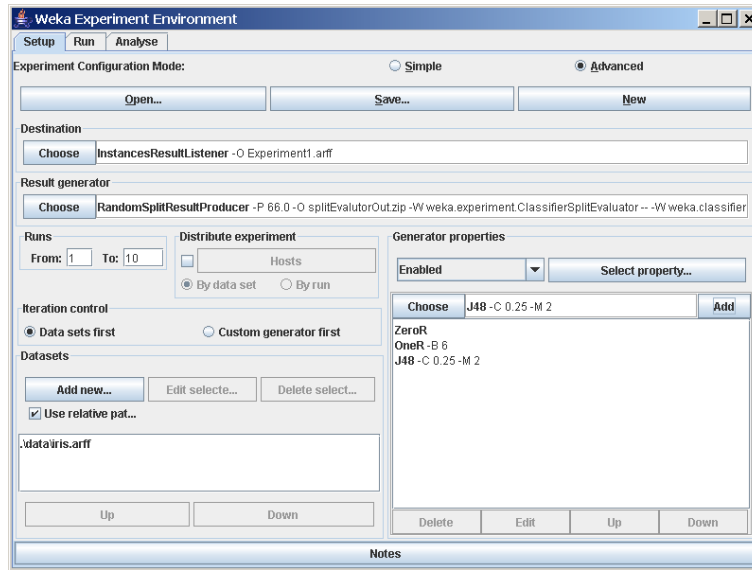 Weka Experiment Environment
Setup Run Analyse
Experiment Configuration Mode: Simple Advanced
Open... Save... New
Destination
Choose InstancesResultListener -O Experiment1.arff
Result generator
Choose RandomSplitResultProducer -P 66.0 -O splitEvalutorOut.zip -W weka.experiment.ClassifierSplitEvaluator -- -W weka.classifier
Runs
From: 1 To: 10
Distribute experiment
Hosts
By data set By run
Generator properties
Enabled Select property...
Iteration control
Data sets first Custom generator first
Choose J48 -C 0.25 -M 2 Add
ZeroR
OneR -B 6
J48 -C 0.25 -M 2
Datasets
Add new... Edit selecte... Delete select...
Use relative pat...
.\data\iris.arff
Up Down
Delete Edit Up Down
Notes